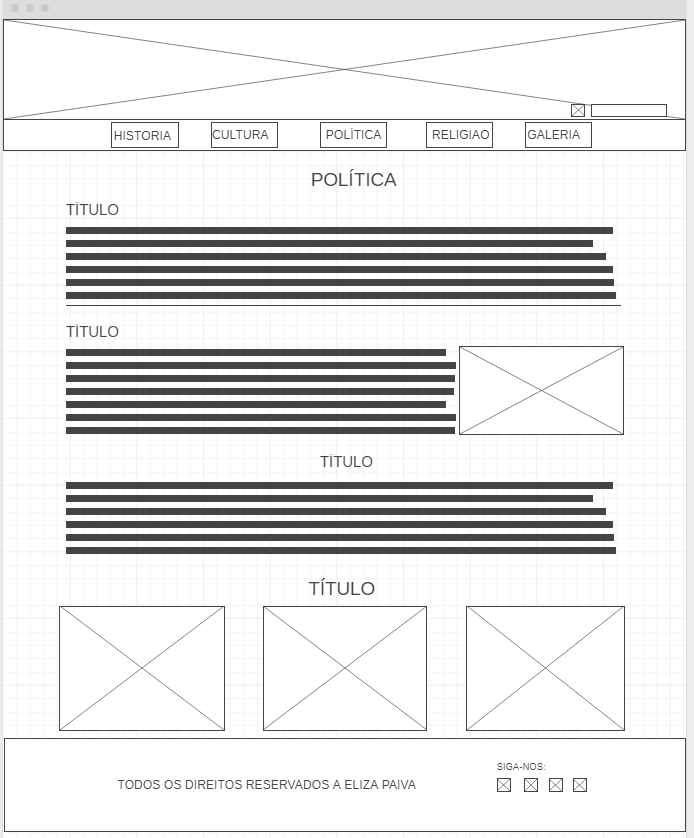 HISTORIA
CULTURA
POLÍTICA
RELIGIAO
GALERIA
POLÍTICA
TÍTULO
TÍTULO
TÍTULO
TÍTULO
TODOS OS DIREITOS RESERVADOS A ELIZA PAIVA
SIGA-NOS: